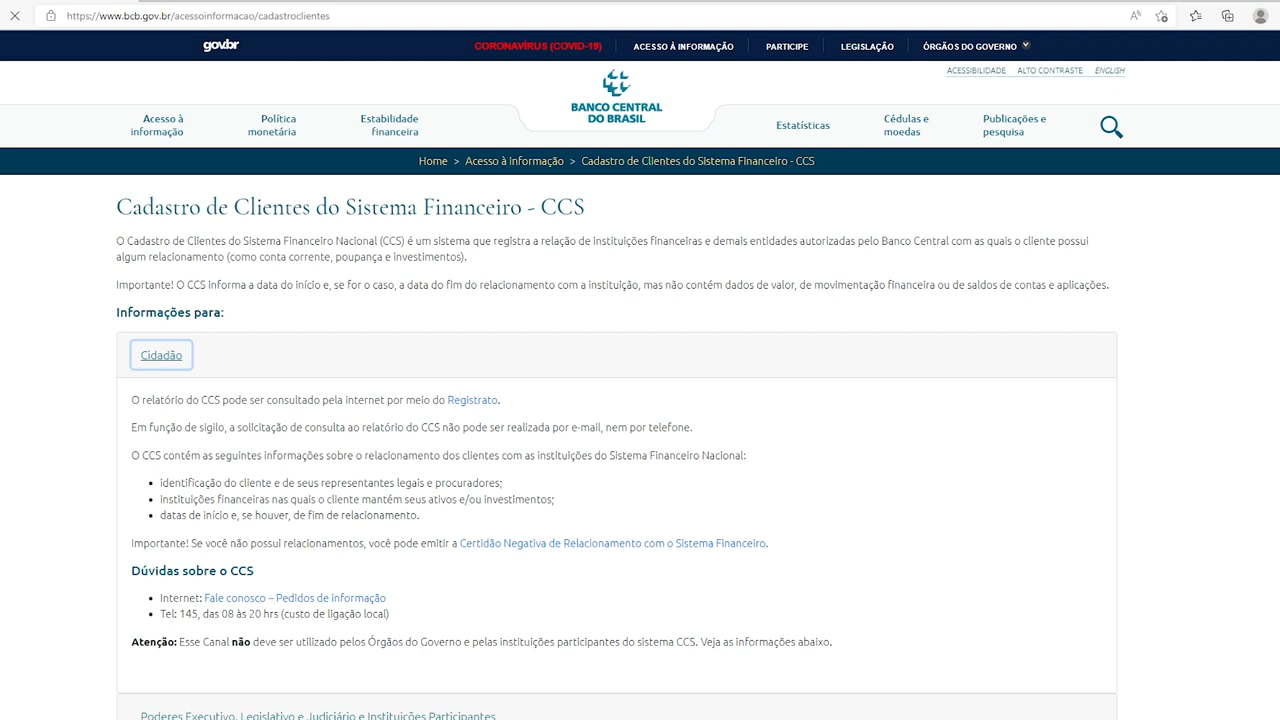 https://www.bcb.gov.br/acessoinformacao/cadastroclientes
gov.br
CORONAVÍRUS (COVID-19)
ACESSO À INFORMAÇÃO
PARTICIPE
LEGISLAÇÃO
ÓRGÃOS DO GOVERNO
ACESSIBILIDADE
ALTO CONTRASTE
ENGLISH
BANCO CENTRAL
DO BRASIL
Acesso à
informação
Política
monetária
Estabilidade
financeira
Estatísticas
Cédulas e
moedas
Publicações e
pesquisa
Home > Acesso à informação > Cadastro de Clientes do Sistema Financeiro - CCS
Cadastro de Clientes do Sistema Financeiro - CCS
O Cadastro de Clientes do Sistema Financeiro Nacional (CCS) é um sistema que registra a relação de instituições financeiras e demais entidades autorizadas pelo Banco Central com as quais o cliente possui
algum relacionamento (como conta corrente, poupança e investimentos).
Importante! O CCS informa a data do início e, se for o caso, a data do fim do relacionamento com a instituição, mas não contém dados de valor, de movimentação financeira ou de saldos de contas e aplicações.
Informações para:
Cidadão
O relatório do CCS pode ser consultado pela internet por meio do Registrato.
Em função de sigilo, a solicitação de consulta ao relatório do CCS não pode ser realizada por e-mail, nem por telefone.
O CCS contém as seguintes informações sobre o relacionamento dos clientes com as instituições do Sistema Financeiro Nacional:
• identificação do cliente e de seus representantes legais e procuradores;
• instituições financeiras nas quais o cliente mantém seus ativos e/ou investimentos;
• datas de início e, se houver, de fim de relacionamento.
Importante! Se você não possui relacionamentos, você pode emitir a Certidão Negativa de Relacionamento com o Sistema Financeiro.
Dúvidas sobre o CCS
• Internet: Fale conosco – Pedidos de informação
• Tel: 145, das 08 às 20 hrs (custo de ligação local)
Atenção: Esse Canal não deve ser utilizado pelos Órgãos do Governo e pelas instituições participantes do sistema CCS. Veja as informações abaixo.
Poderes Executivo, Legislativo e Judiciário e Instituições Participantes